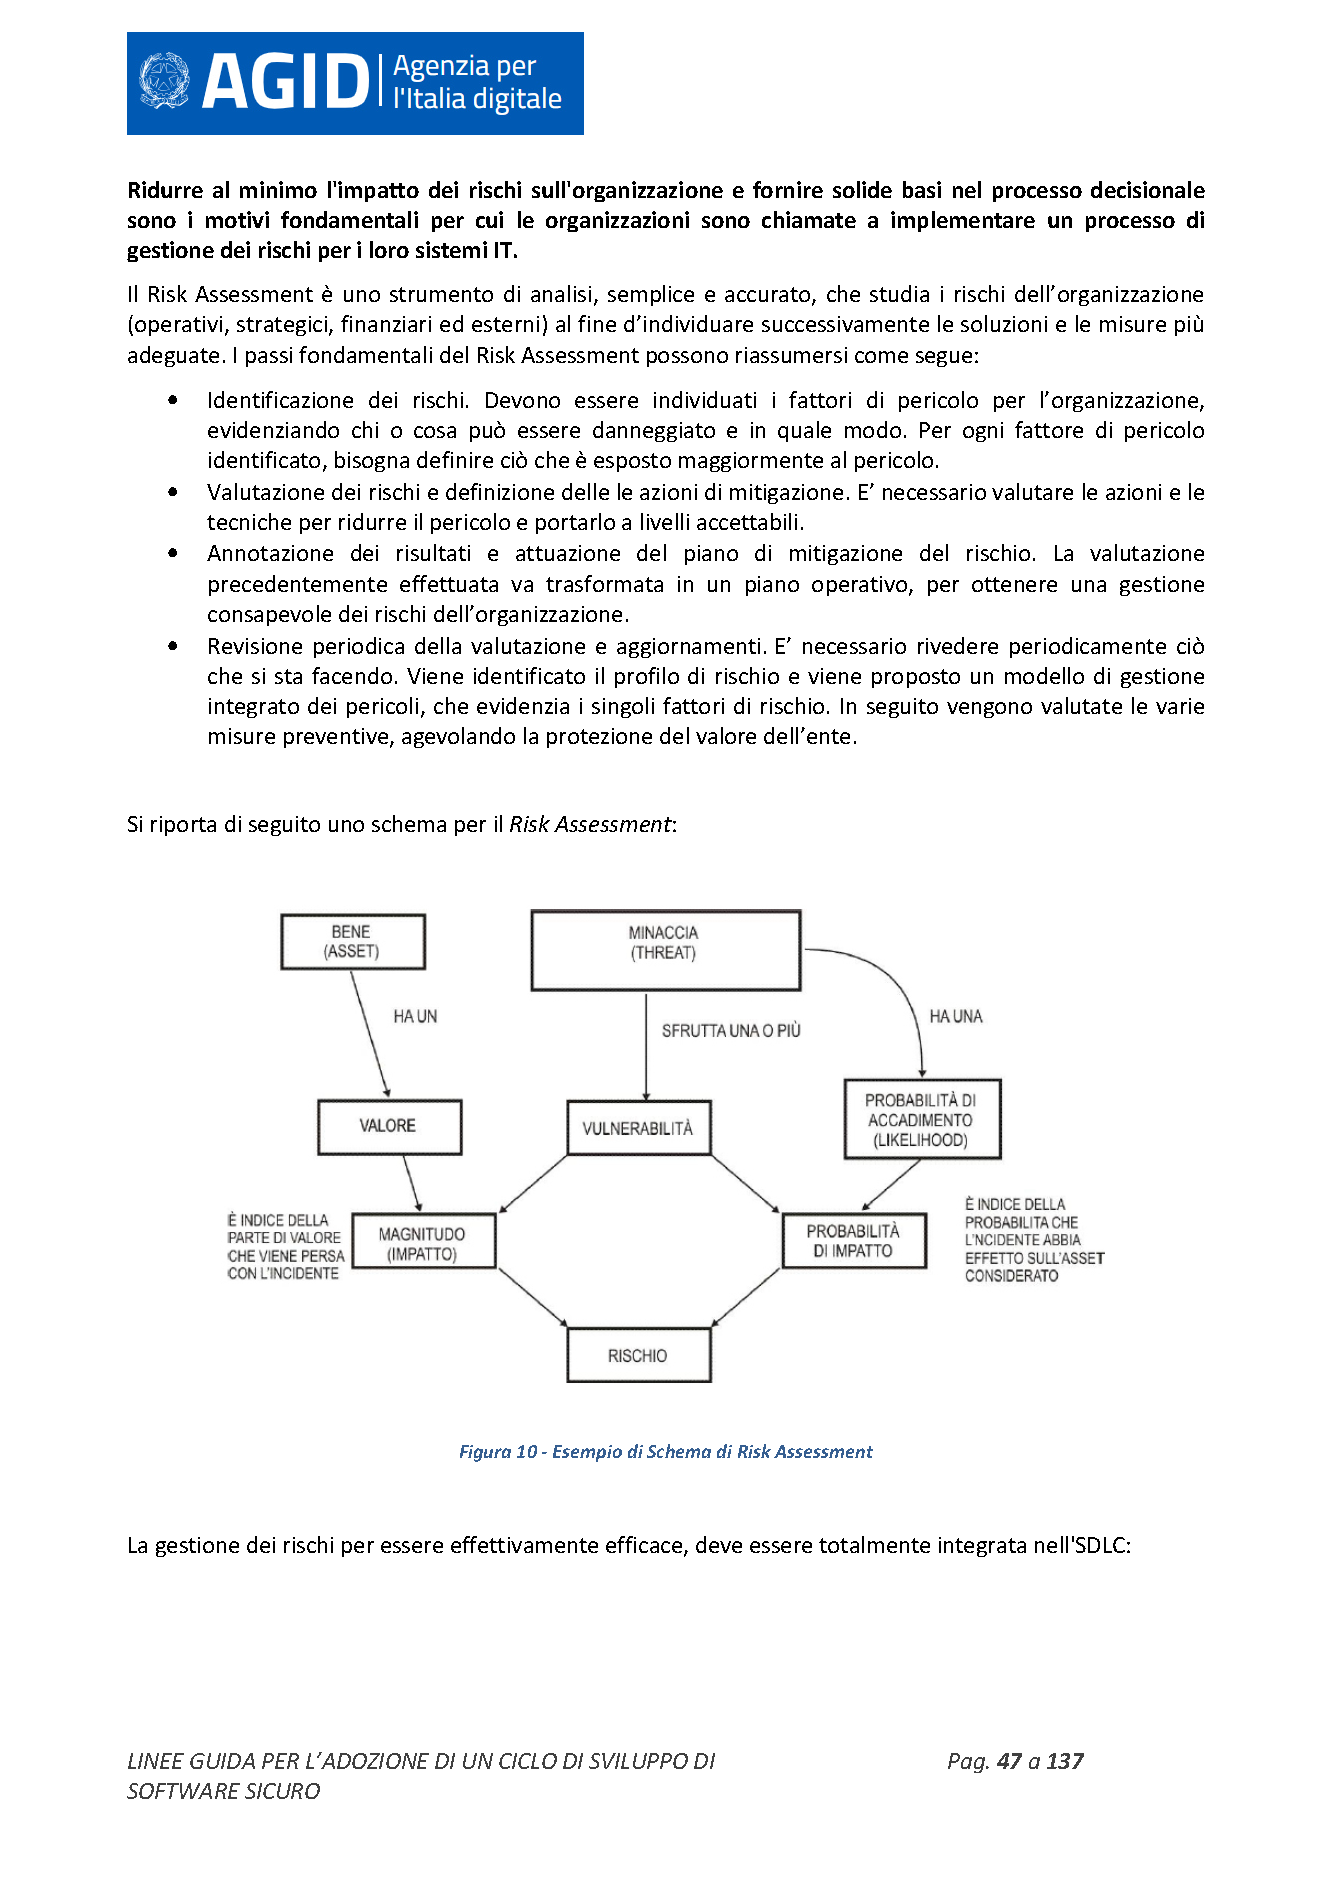 AGID Agenzia per
l'Italia digitale
Ridurre al minimo l'impatto dei rischi sull'organizzazione e fornire solide basi nel processo decisionale
sono i motivi fondamentali per cui le organizzazioni sono chiamate a implementare un processo di
gestione dei rischi per i loro sistemi IT.
Il Risk Assessment è uno strumento di analisi, semplice e accurato, che studia i rischi dell’organizzazione
(operativi, strategici, finanziari ed esterni) al fine d’individuare successivamente le soluzioni e le misure più
adeguate. I passi fondamentali del Risk Assessment possono riassumersi come segue:
• Identificazione dei rischi. Devono essere individuati i fattori di pericolo per l’organizzazione,
evidenziando chi o cosa può essere danneggiato e in quale modo. Per ogni fattore di pericolo
identificato, bisogna definire ciò che è esposto maggiormente al pericolo.
• Valutazione dei rischi e definizione delle le azioni di mitigazione. E’ necessario valutare le azioni e le
tecniche per ridurre il pericolo e portarlo a livelli accettabili.
• Annotazione dei risultati e attuazione del piano di mitigazione del rischio. La valutazione
precedentemente effettuata va trasformata in un piano operativo, per ottenere una gestione
consapevole dei rischi dell’organizzazione.
• Revisione periodica della valutazione e aggiornamenti. E’ necessario rivedere periodicamente ciò
che si sta facendo. Viene identificato il profilo di rischio e viene proposto un modello di gestione
integrato dei pericoli, che evidenzia i singoli fattori di rischio. In seguito vengono valutate le varie
misure preventive, agevolando la protezione del valore dell’ente.
Si riporta di seguito uno schema per il Risk Assessment:
BENE
(ASSET)
MINACCIA
(THREAT)
HA UN
SFRUTTA UNA O PIÙ
HA UNA
VALORE
VULNERABILITÀ
PROBABILITÀ DI
ACCADIMENTO
(LIKELIHOOD)
È INDICE DELLA
PARTE DI VALORE
CHE VIENE PERSA
CON L'INCIDENTE
MAGNITUDO
(IMPATTO)
PROBABILITÀ
DI IMPATTO
È INDICE DELLA
PROBABILITA CHE
L'INCIDENTE ABBIA
EFFETTO SULL'ASSET
CONSIDERATO
RISCHIO
Figura 10 - Esempio di Schema di Risk Assessment
La gestione dei rischi per essere effettivamente efficace, deve essere totalmente integrata nell'SDLC:
LINEE GUIDA PER L’ADOZIONE DI UN CICLO DI SVILUPPO DI
SOFTWARE SICURO
Pag. 47 a 137